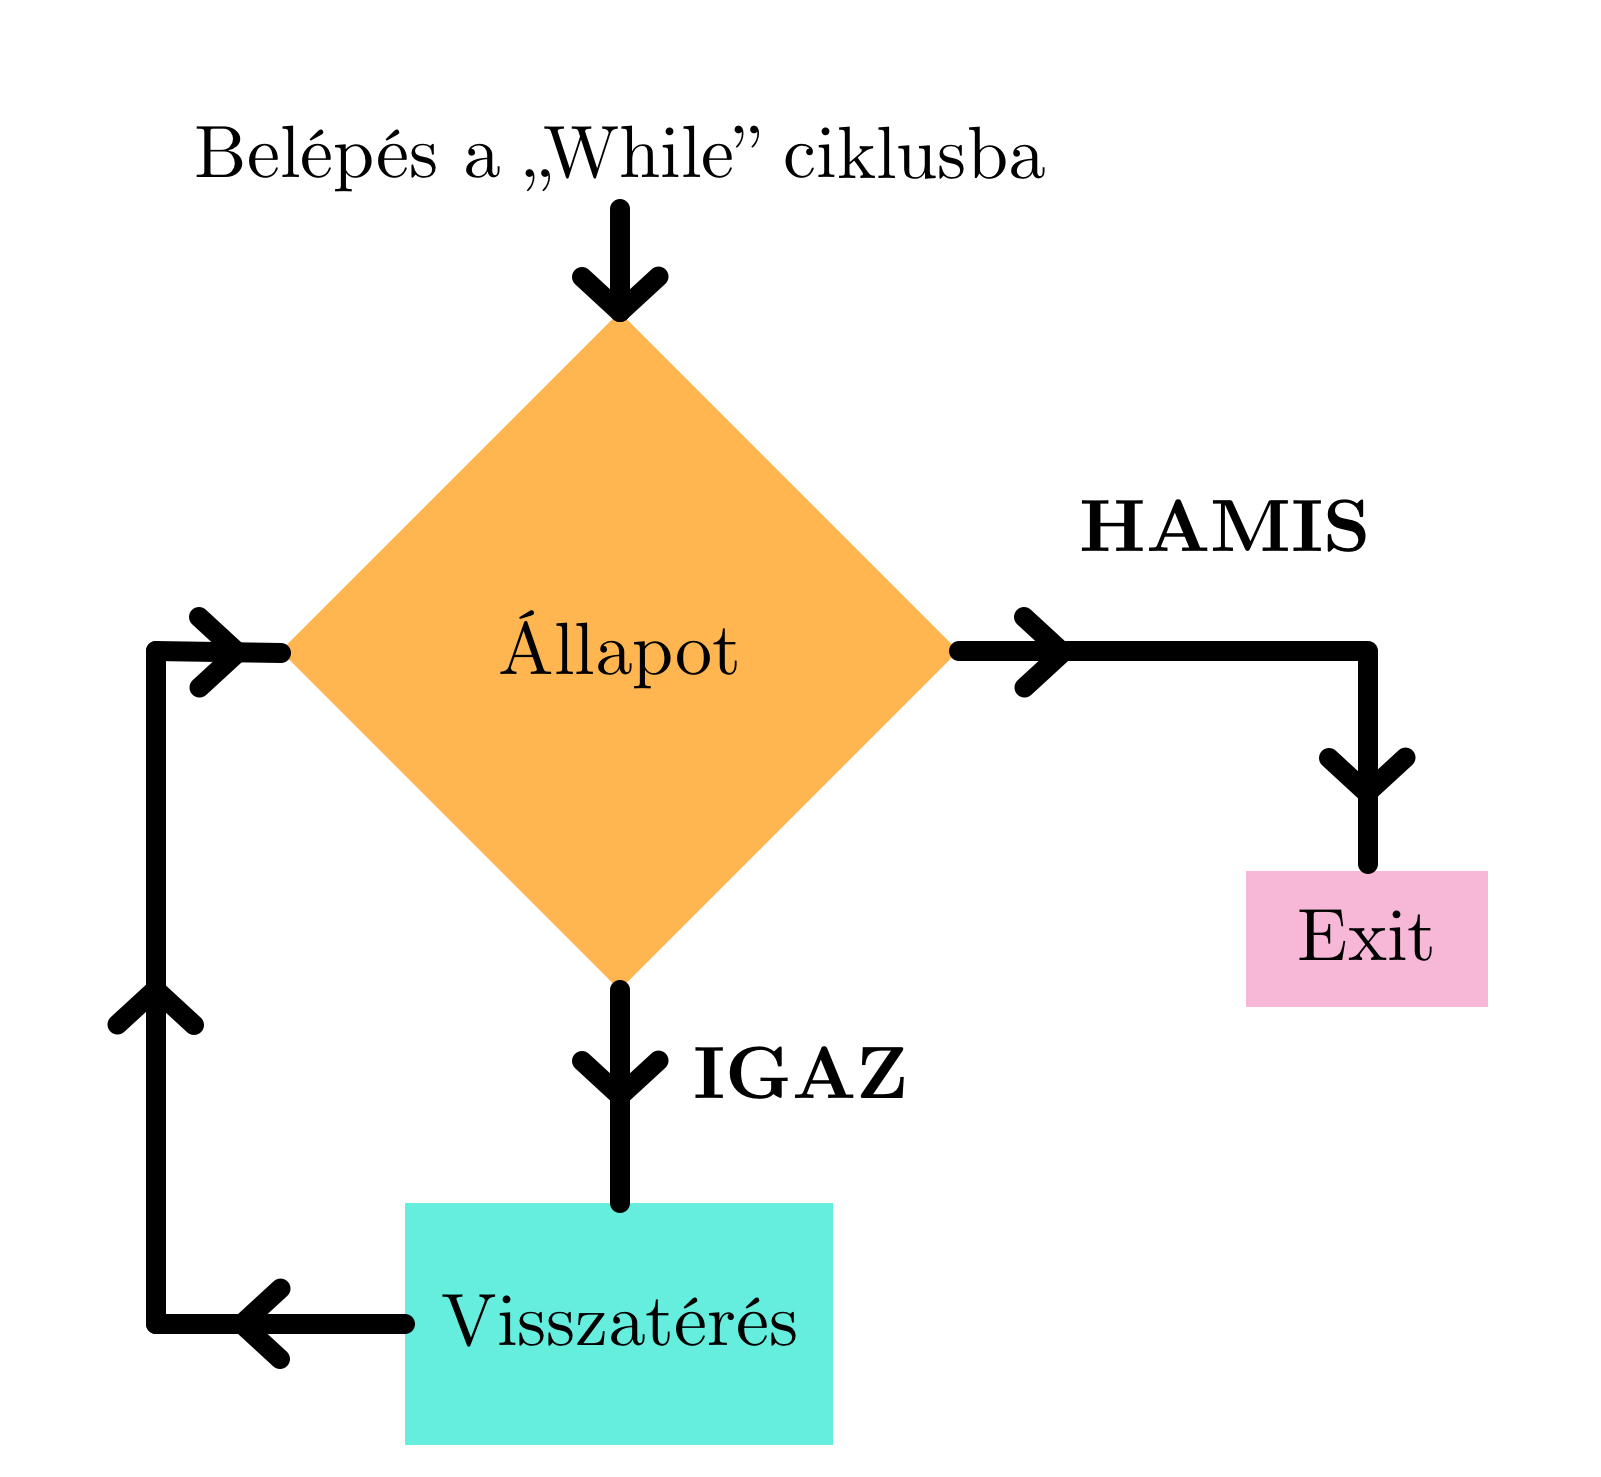 Belépés a „While” ciklusba
HAMIS
Állapot
Exit
IGAZ
Visszatérés